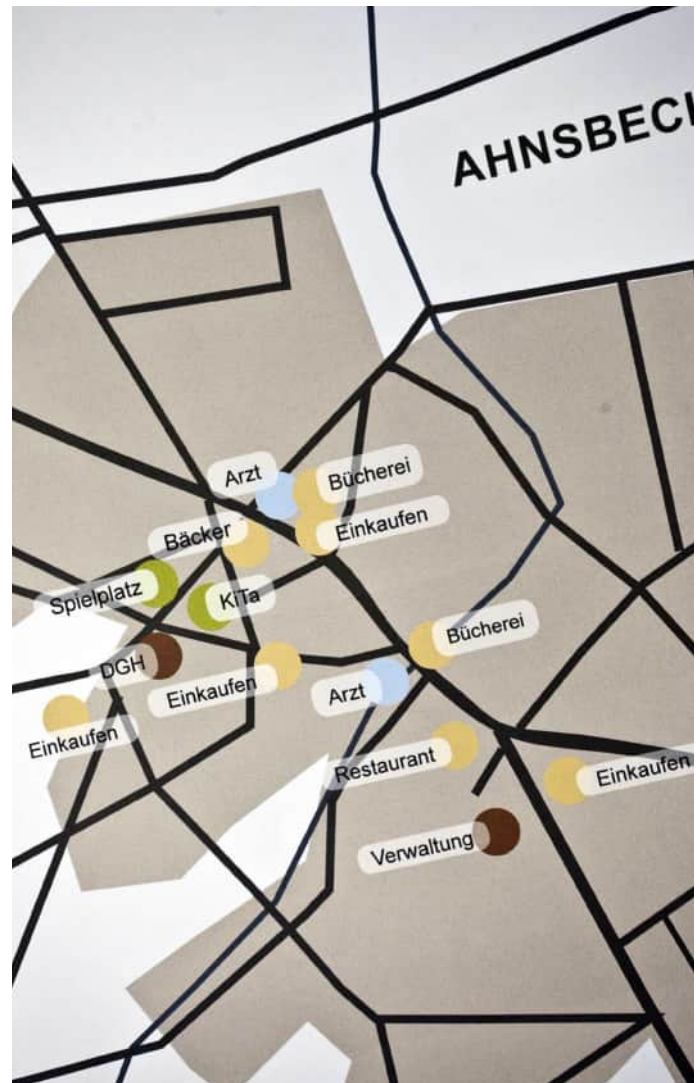 AHNSBECK
Arzt
Bücherei
Bäcker
Einkaufen
Spielplatz
KiTa
DGH
Einkaufen
Bücherei
Arzt
Einkaufen
Restaurant
Einkaufen
Verwaltung